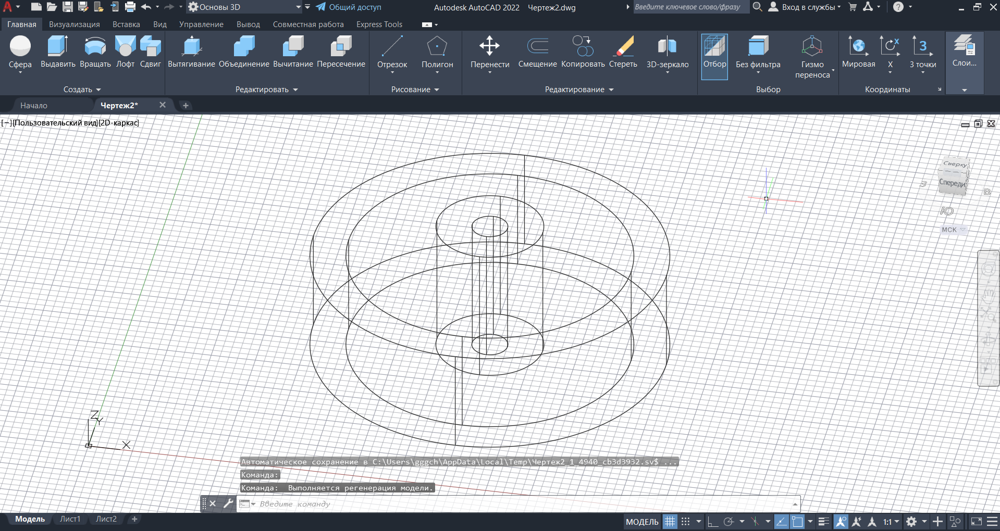 Основы 3D
Общий доступ
Autodesk AutoCAD 2022 Чертеж2.dwg
Введите ключевое слово/фразу
Вход в службы
Главная Визуализация Вставка Вид Управление Вывод Совместная работа Express Tools
Сфера Выдавить Вращать Лофт Сдвиг Вытягивание Объединение Вычитание Пересечение Отрезок Полигон Перенести Смещение Копировать Стереть 3D-зеркало Отбор Без фильтра Гизмо переноса Мировая X 3 точки Слои...
Создать Редактировать Рисование Редактирование Выбор Координаты
Начало Чертеж2*
[−][Пользовательский вид][2D-каркас]
Сверху
Спереди
З В
Ю
МСК
Z
Y
X
Автоматическое сохранение в C:\Users\gggch\AppData\Local\Temp\Чертеж2_1_4940_cb3d3932.sv$ ...
Команда:
Команда: Выполняется регенерация модели.
Введите команду
Модель Лист1 Лист2
МОДЕЛЬ 1:1